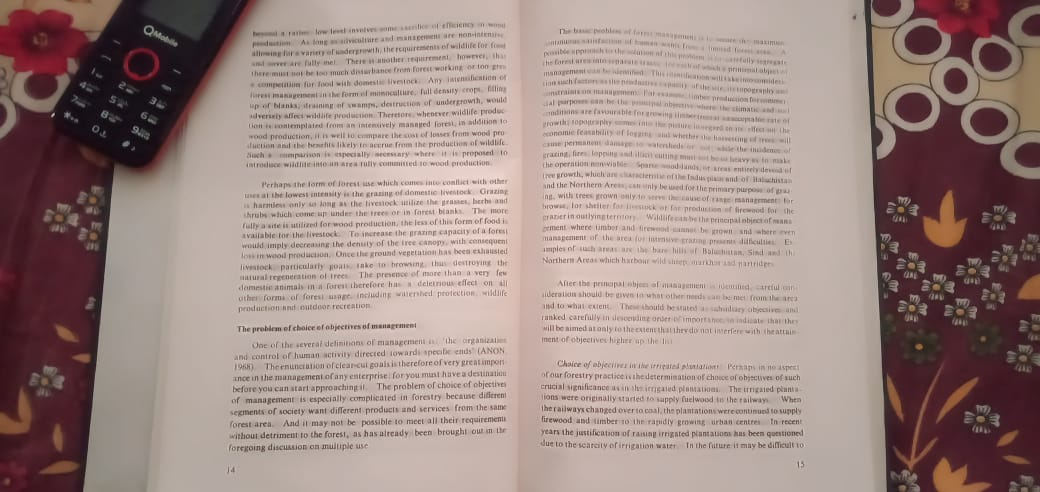 QMobile
beyond a rather low level involves some sacrifice of efficiency in wood
production. As long as silviculture and management are non-intensive,
allowing for a variety of undergrowth, the requirements of wildlife for food
and cover are fully met. There is another requirement, however, that
there must not be too much disturbance from forest working or too great
a competition for food with domestic livestock. Any intensification of
forest management in the form of monoculture, full density crops, filling
up of blanks, draining of swamps, destruction of undergrowth, would
adversely affect wildlife production. Therefore, whenever wildlife produc-
tion is contemplated from an intensively managed forest, in addition to
wood production, it is well to compare the cost of losses from wood pro
duction and the benefits likely to accrue from the production of wildlife.
Such a comparison is especially necessary where it is proposed to
introduce wildlife into an area fully committed to wood production.
Perhaps the form of forest use which comes into conflict with other
uses at the lowest intensity is the grazing of domestic livestock. Grazing
is harmless only so long as the livestock utilize the grasses, herbs and
shrubs which come up under the trees or in forest blanks. The more
fully a site is utilized for wood production, the less of this form of food is
available for the livestock. To increase the grazing capacity of a forest
would imply decreasing the density of the tree canopy, with consequent
loss in wood production. Once the ground vegetation has been exhausted
livestock, particularly goats, take to browsing, thus destroying the
natural regeneration of trees. The presence of more than a very few
domestic animals in a forest therefore has a deletrious effect on all
other forms of forest usage, including watershed protection, wildlife
production and outdoor recreation.
The problem of choice of objectives of management
One of the several definitions of management is: 'the organization
and control of human activity directed towards specific ends' (ANON,
1968). The enunciation of clear-cut goals is therefore of very great import-
ance in the management of any enterprise: for you must have a destination
before you can start approaching it. The problem of choice of objectives
of management is especially complicated in forestry because different
segments of society want different products and services from the same
forest area. And it may not be possible to meet all their requirements
without detriment to the forest, as has already been brought out in the
foregoing discussion on multiple use
14
The basic problem of forest management is to secure the maximum
continuous satisfaction of human wants from a limited forest area. A
possible approach to the solution of this problem is to carefully segregate
the forest area into separate tracts, for each of which a principal object of
management can be identified. This identification will take into considera-
tion such factors as the productive capacity of the site, its topography and
constraints on management. For example, timber production for commer-
cial purposes can be the principal objective where the climatic and soil
conditions are favourable for growing timber trees at an acceptable rate of
growth; topography comes into the picture in regard to its effect on the
economic feasability of logging and whether the harvesting of trees will
cause permanent damage to watersheds or not; while the incidence of
grazing, fires, lopping and illicit cutting must not be so heavy as to make
the operation non-viable. Sparse woodlands, or areas entirely devoid of
tree growth, which are characteristic of the Indus plain and of Baluchistan
and the Northern Areas, can only be used for the primary purpose of graz
ing, with trees grown only to serve the cause of range management: for
browse, for shelter for livestock or for production of firewood for the
grazier in outlying territory. Wildlife can be the principal object of mana
gement where timber and firewood cannot be grown and where even
management of the area for intensive grazing presents difficulties. Ex
amples of such areas are the bare hills of Baluchistan, Sind and the
Northern Areas which harbour wild sheep, markhor and partridges.
After the principal object of management is identified, careful con
sideration should be given to what other needs can be met from the area
and to what extent. These should be stated as subsidiary objectives and
ranked carefully in descending order of importance, to indicate that they
will be aimed at only to the extent that they do not interfere with the attain-
ment of objectives higher up the list.
Choice of objectives in the irrigated plantations: Perhaps in no aspect
of our forestry practice is the determination of choice of objectives of such
crucial significance as in the irrigated plantations. The irrigated planta-
tions were originally started to supply fuelwood to the railways. When
the railways changed over to coal, the plantations were continued to supply
firewood and timber to the rapidly growing urban centres. In recent
years the justification of raising irrigated plantations has been questioned
due to the scarcity of irrigation water. In the future it may be difficult to
15